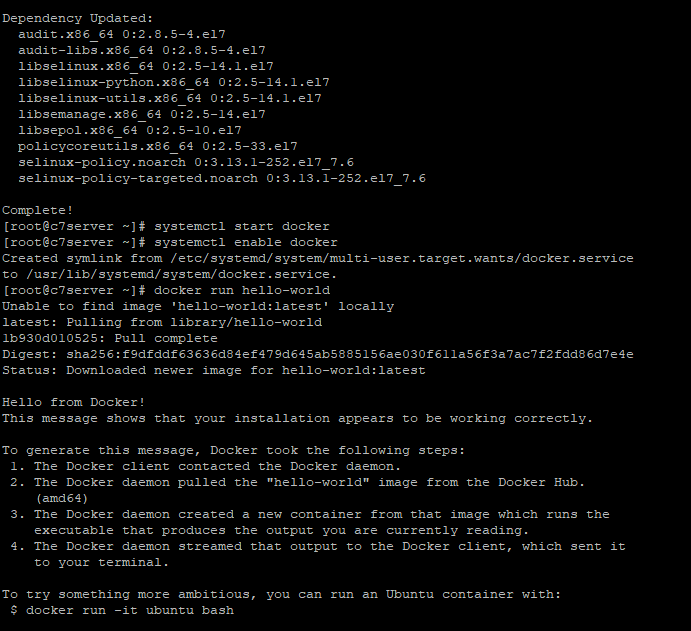 Dependency Updated:
  audit.x86_64 0:2.8.5-4.el7
  audit-libs.x86_64 0:2.8.5-4.el7
  libselinux.x86_64 0:2.5-14.1.el7
  libselinux-python.x86_64 0:2.5-14.1.el7
  libselinux-utils.x86_64 0:2.5-14.1.el7
  libsemanage.x86_64 0:2.5-14.el7
  libsepol.x86_64 0:2.5-10.el7
  policycoreutils.x86_64 0:2.5-33.el7
  selinux-policy.noarch 0:3.13.1-252.el7_7.6
  selinux-policy-targeted.noarch 0:3.13.1-252.el7_7.6

Complete!
[root@c7server ~]# systemctl start docker
[root@c7server ~]# systemctl enable docker
Created symlink from /etc/systemd/system/multi-user.target.wants/docker.service
to /usr/lib/systemd/system/docker.service.
[root@c7server ~]# docker run hello-world
Unable to find image 'hello-world:latest' locally
latest: Pulling from library/hello-world
1b930d010525: Pull complete
Digest: sha256:f9dfddf63636d84ef479d645ab5885156ae030f611a56f3a7ac7f2fdd86d7e4e
Status: Downloaded newer image for hello-world:latest

Hello from Docker!
This message shows that your installation appears to be working correctly.

To generate this message, Docker took the following steps:
 1. The Docker client contacted the Docker daemon.
 2. The Docker daemon pulled the "hello-world" image from the Docker Hub.
    (amd64)
 3. The Docker daemon created a new container from that image which runs the
    executable that produces the output you are currently reading.
 4. The Docker daemon streamed that output to the Docker client, which sent it
    to your terminal.

To try something more ambitious, you can run an Ubuntu container with:
 $ docker run -it ubuntu bash